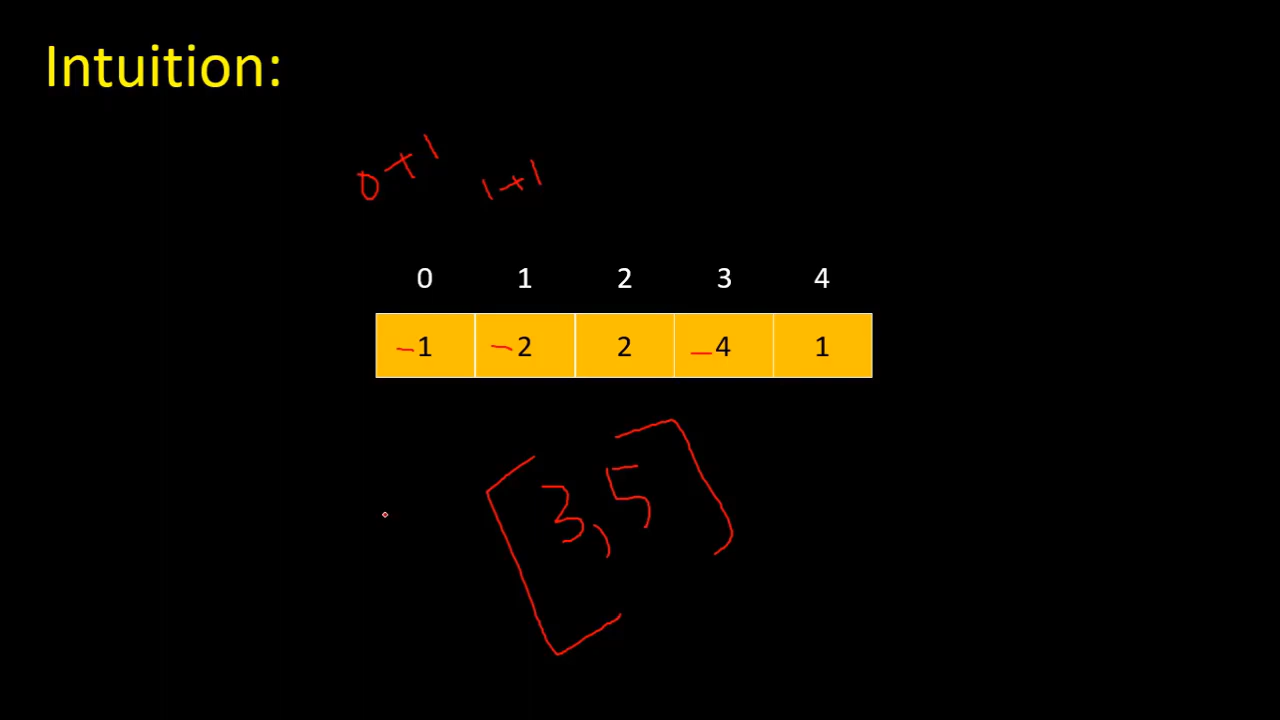 Intuition:
0+1 1+1
0 1 2 3 4
-1 -2 2 -4 1
[3,5]